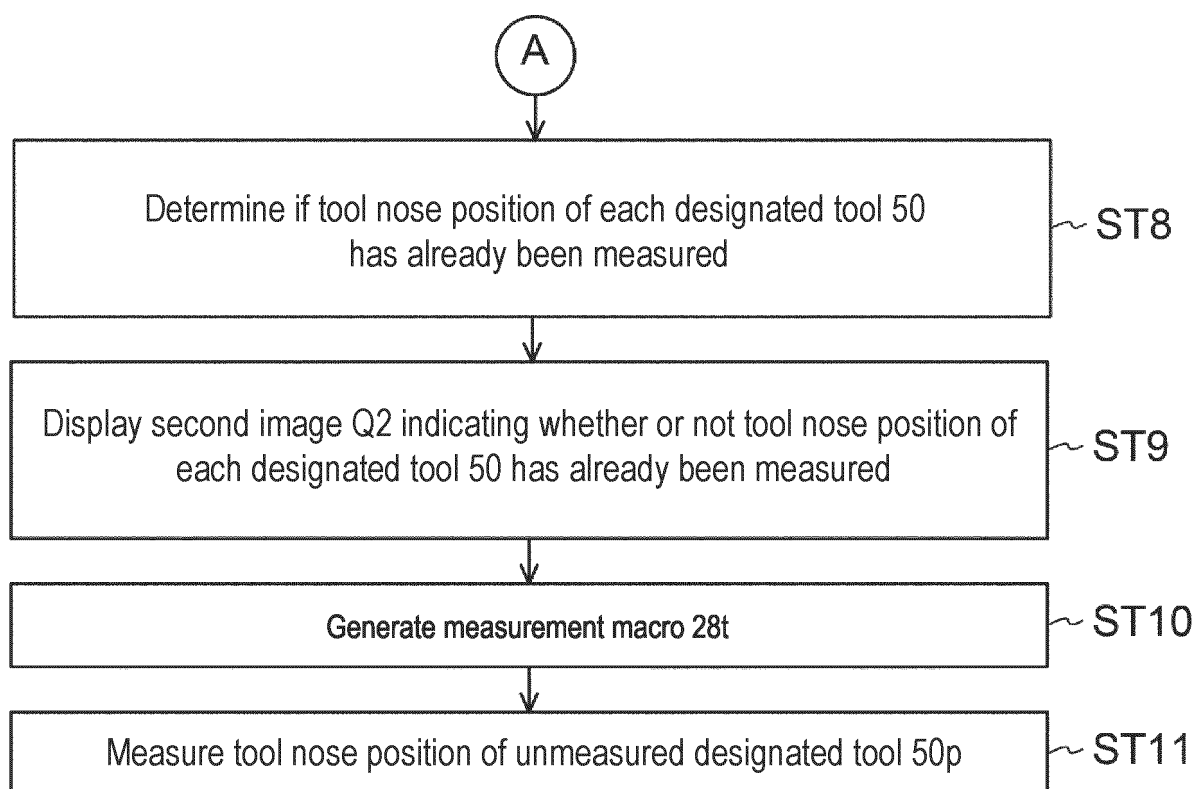 A
Determine if tool nose position of each designated tool 50
has already been measured
ST8
Display second image Q2 indicating whether or not tool nose position of
each designated tool 50 has already been measured
ST9
Generate measurement macro 28t
ST10
Measure tool nose position of unmeasured designated tool 50p
ST11